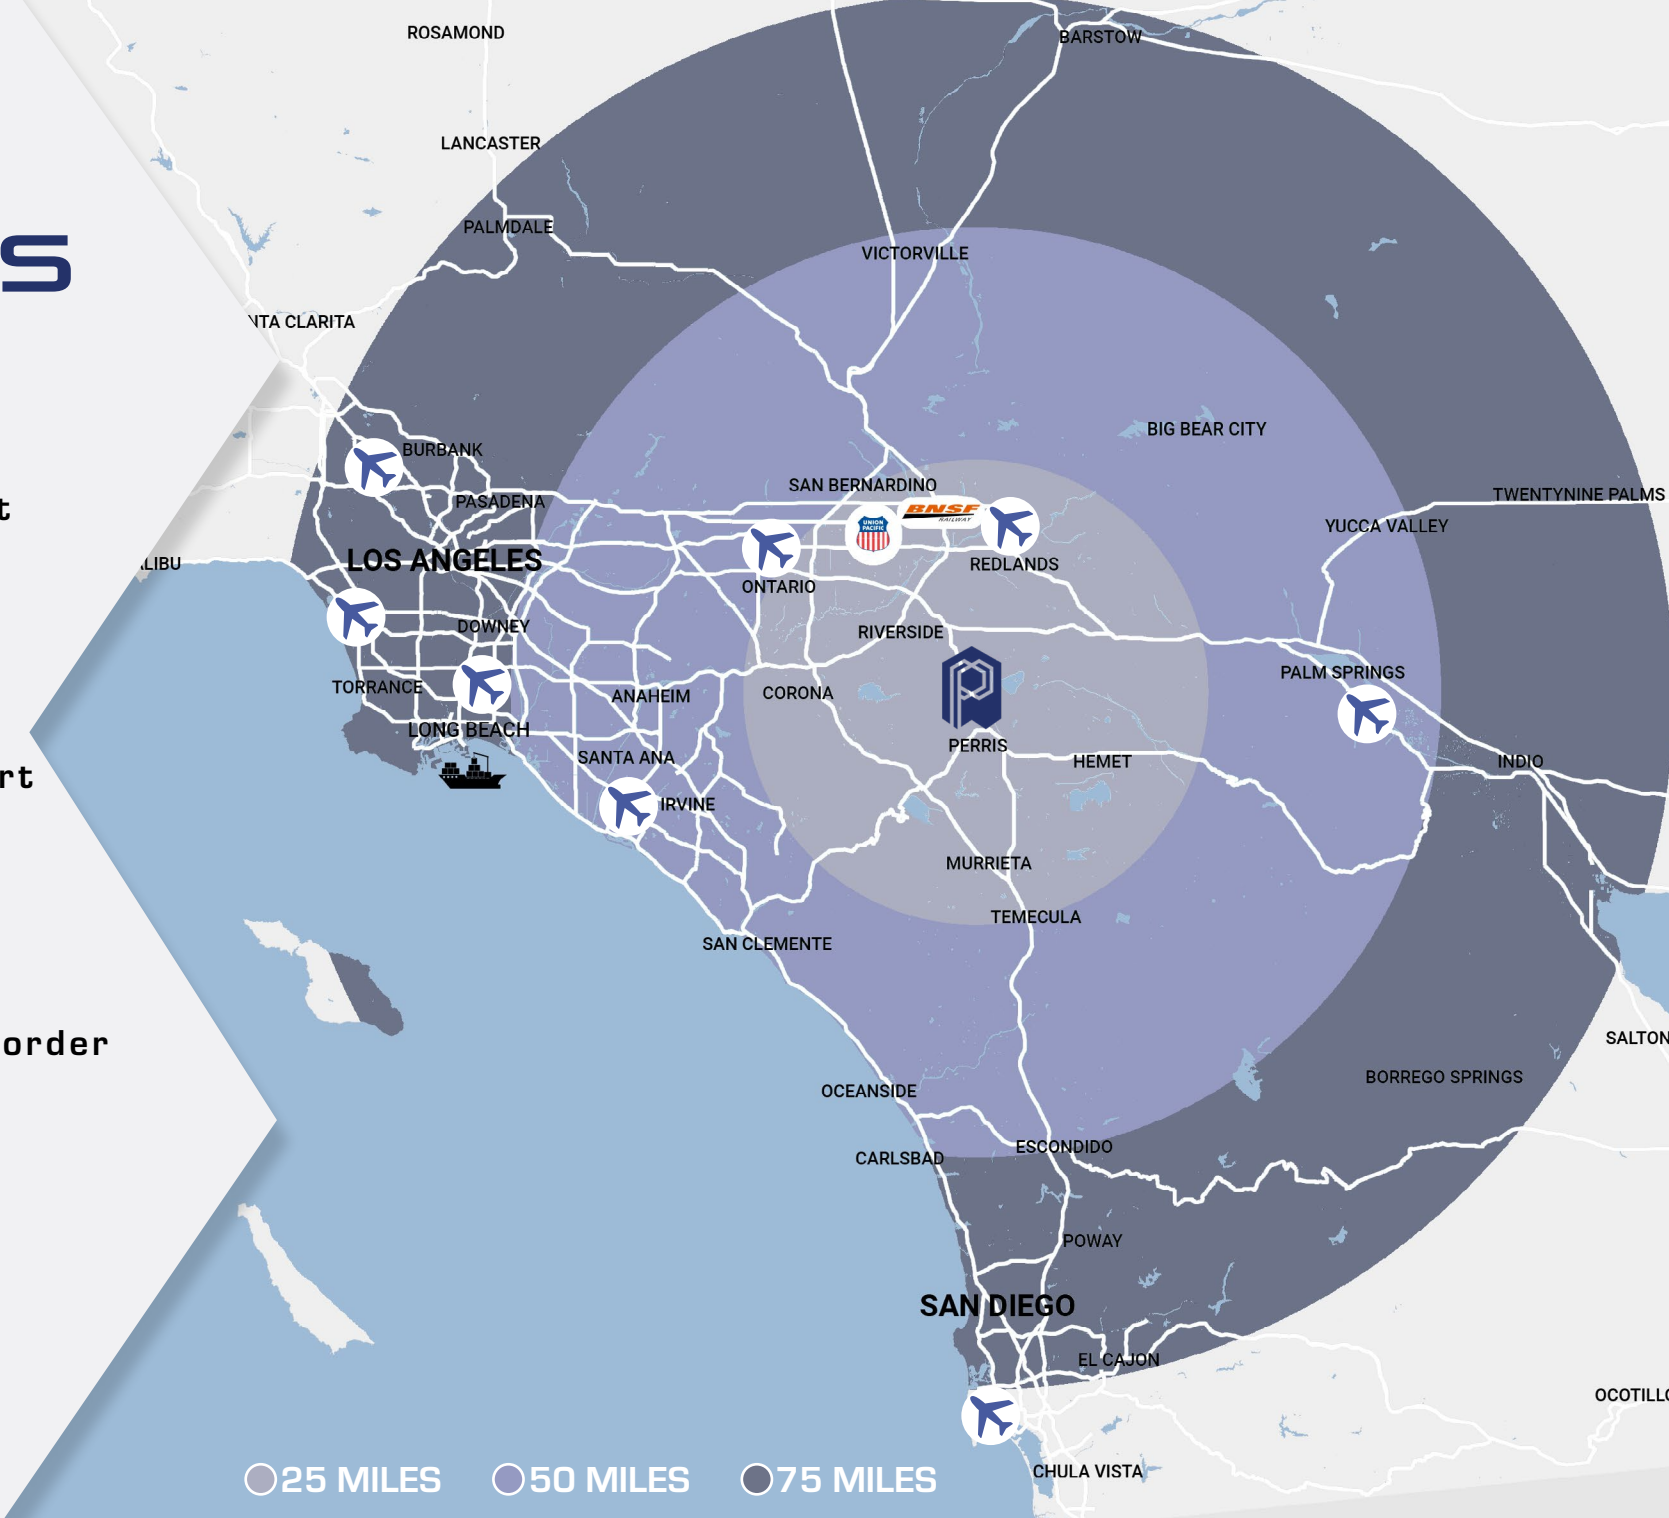 ROSAMOND
BARSTOW
LANCASTER
PALMDALE
S
VICTORVILLE
NTA CLARITA
BIG BEAR CITY
BURBANK
SAN BERNARDINO
TWENTYNINE PALMS
PASADENA
t
BNSF
RAILWAY
UNION
PACIFIC
YUCCA VALLEY
LIBU
LOS ANGELES
REDLANDS
ONTARIO
DOWNEY
RIVERSIDE
PALM SPRINGS
TORRANCE
ANAHEIM
CORONA
LONG BEACH
PERRIS
SANTA ANA
HEMET
INDIO
rt
IRVINE
MURRIETA
TEMECULA
SAN CLEMENTE
order
SALTON
BORREGO SPRINGS
OCEANSIDE
ESCONDIDO
CARLSBAD
POWAY
SAN DIEGO
EL CAJON
OCOTILLO
CHULA VISTA
25 MILES
50 MILES
75 MILES